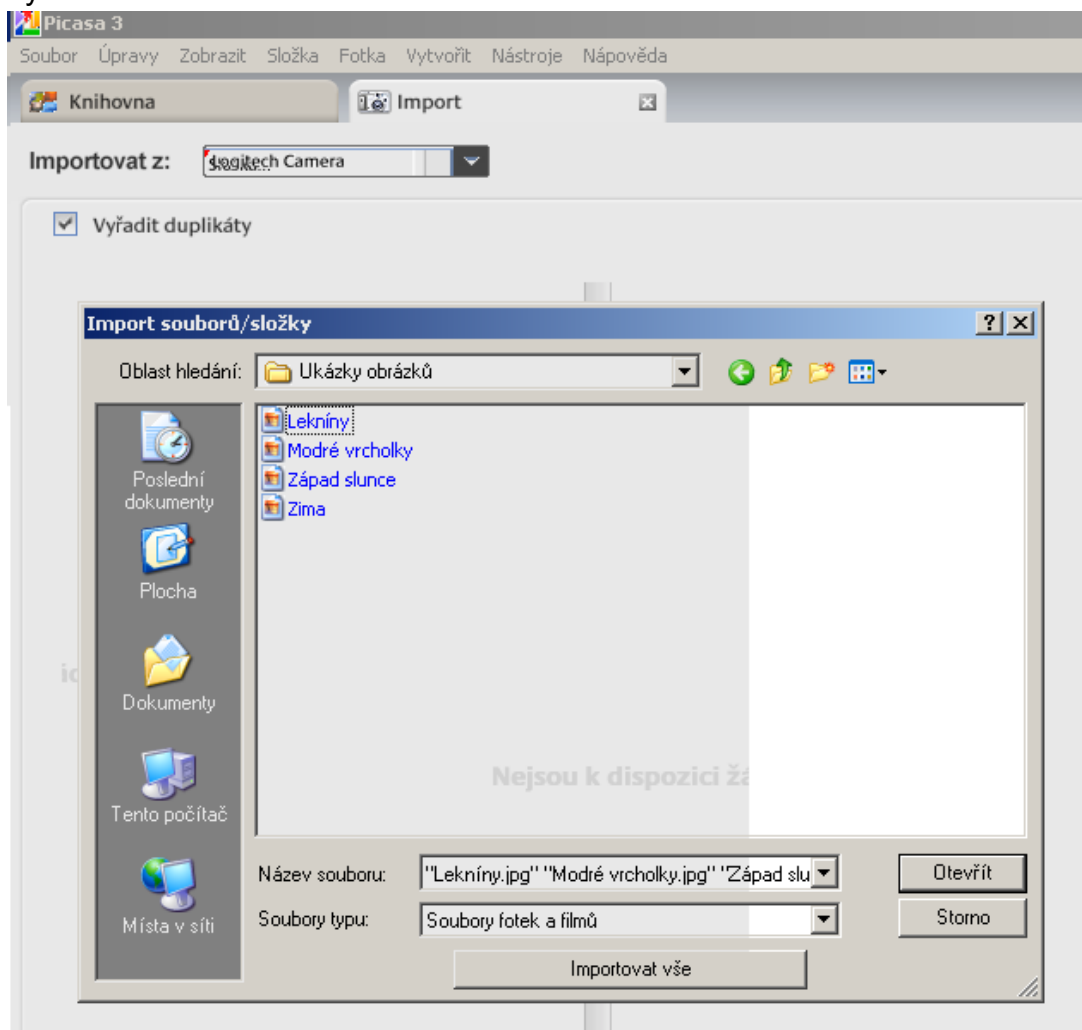 Picasa 3
Soubor Úpravy Zobrazit Složka Fotka Vytvořit Nástroje Nápověda
Knihovna Import
Importovat z: Logitech Camera
Vyřadit duplikáty
Import souborů/složky
Oblast hledání: Ukázky obrázků
Lekníny
Modré vrcholky
Západ slunce
Zima
Poslední
dokumenty
Plocha
Dokumenty
Tento počítač
Místa v síti
Nejsou k dispozici
Název souboru: "Lekníny.jpg" "Modré vrcholky.jpg" "Západ slu
Otevřít
Soubory typu: Soubory fotek a filmů
Storno
Importovat vše